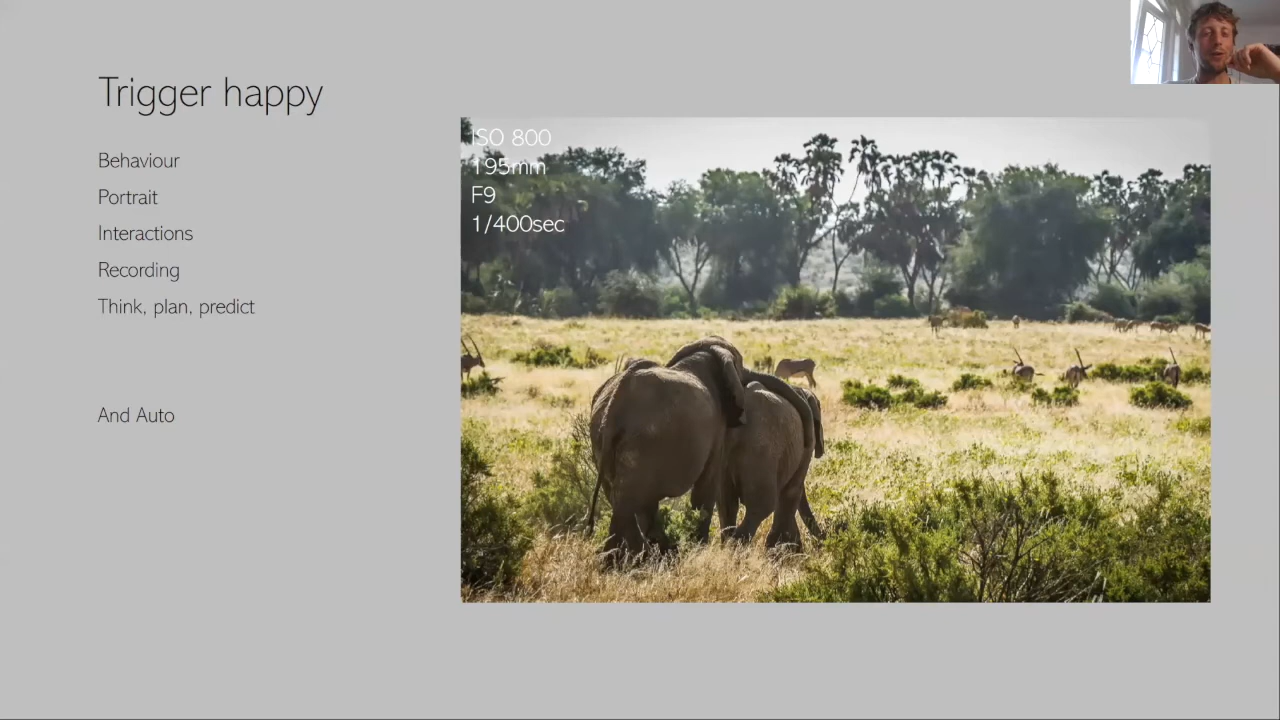 Trigger happy
Behaviour
Portrait
Interactions
Recording
Think, plan, predict
And Auto
ISO 800
195mm
F9
1/400sec